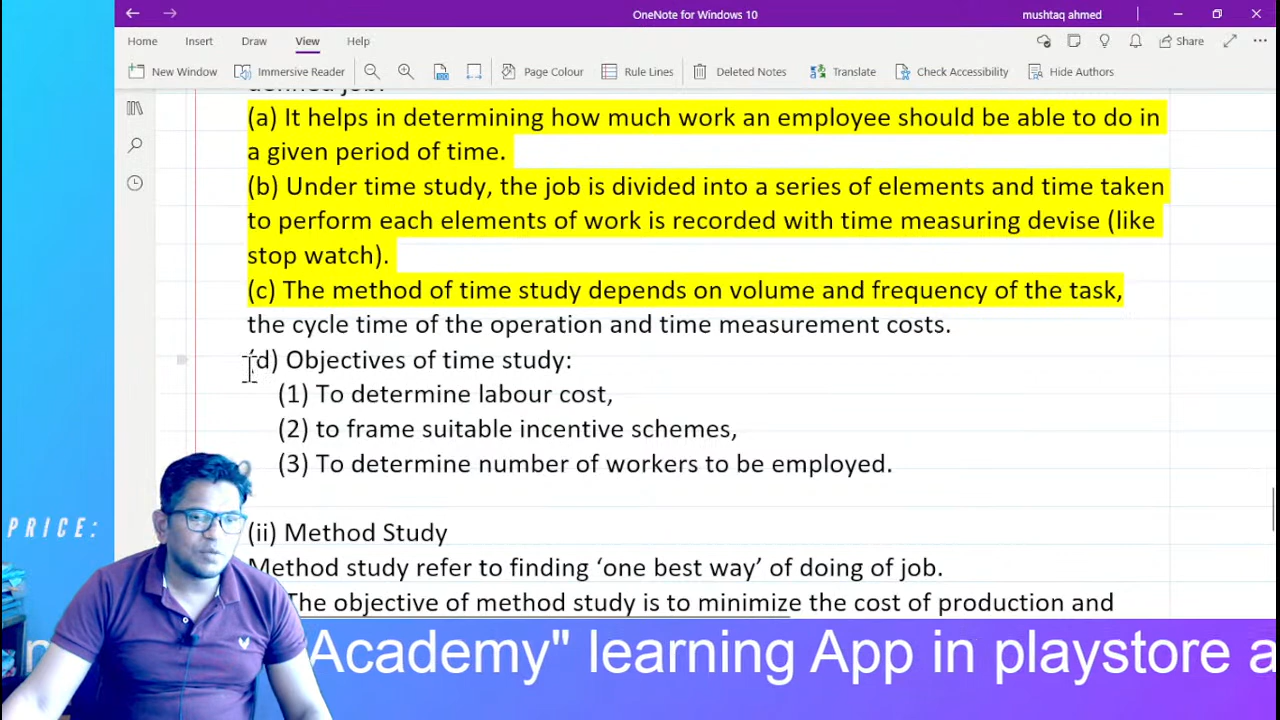 OneNote for Windows 10
mushtaq ahmed
Home Insert Draw View Help
Share
New Window Immersive Reader Page Colour Rule Lines Deleted Notes Translate Check Accessibility Hide Authors
defined job.
(a) It helps in determining how much work an employee should be able to do in
a given period of time.
(b) Under time study, the job is divided into a series of elements and time taken
to perform each elements of work is recorded with time measuring devise (like
stop watch).
(c) The method of time study depends on volume and frequency of the task,
the cycle time of the operation and time measurement costs.
(d) Objectives of time study:
(1) To determine labour cost,
(2) to frame suitable incentive schemes,
(3) To determine number of workers to be employed.
(ii) Method Study
Method study refer to finding ‘one best way’ of doing of job.
The objective of method study is to minimize the cost of production and
PRICE:
Academy" learning App in playstore a